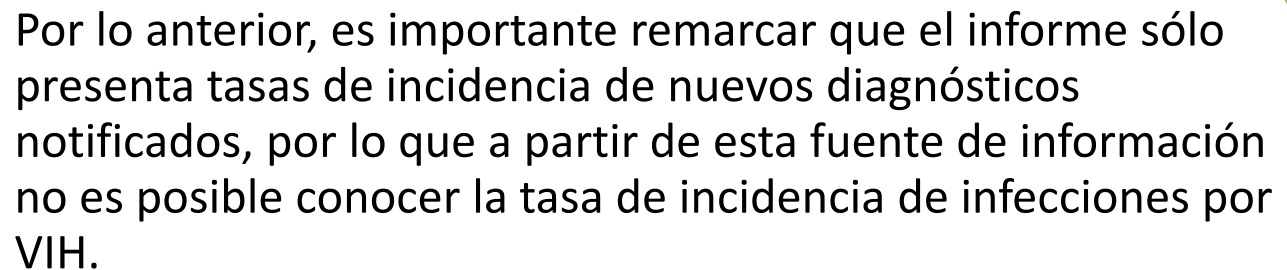 Por lo anterior, es importante remarcar que el informe sólo
presenta tasas de incidencia de nuevos diagnósticos
notificados, por lo que a partir de esta fuente de información
no es posible conocer la tasa de incidencia de infecciones por
VIH.